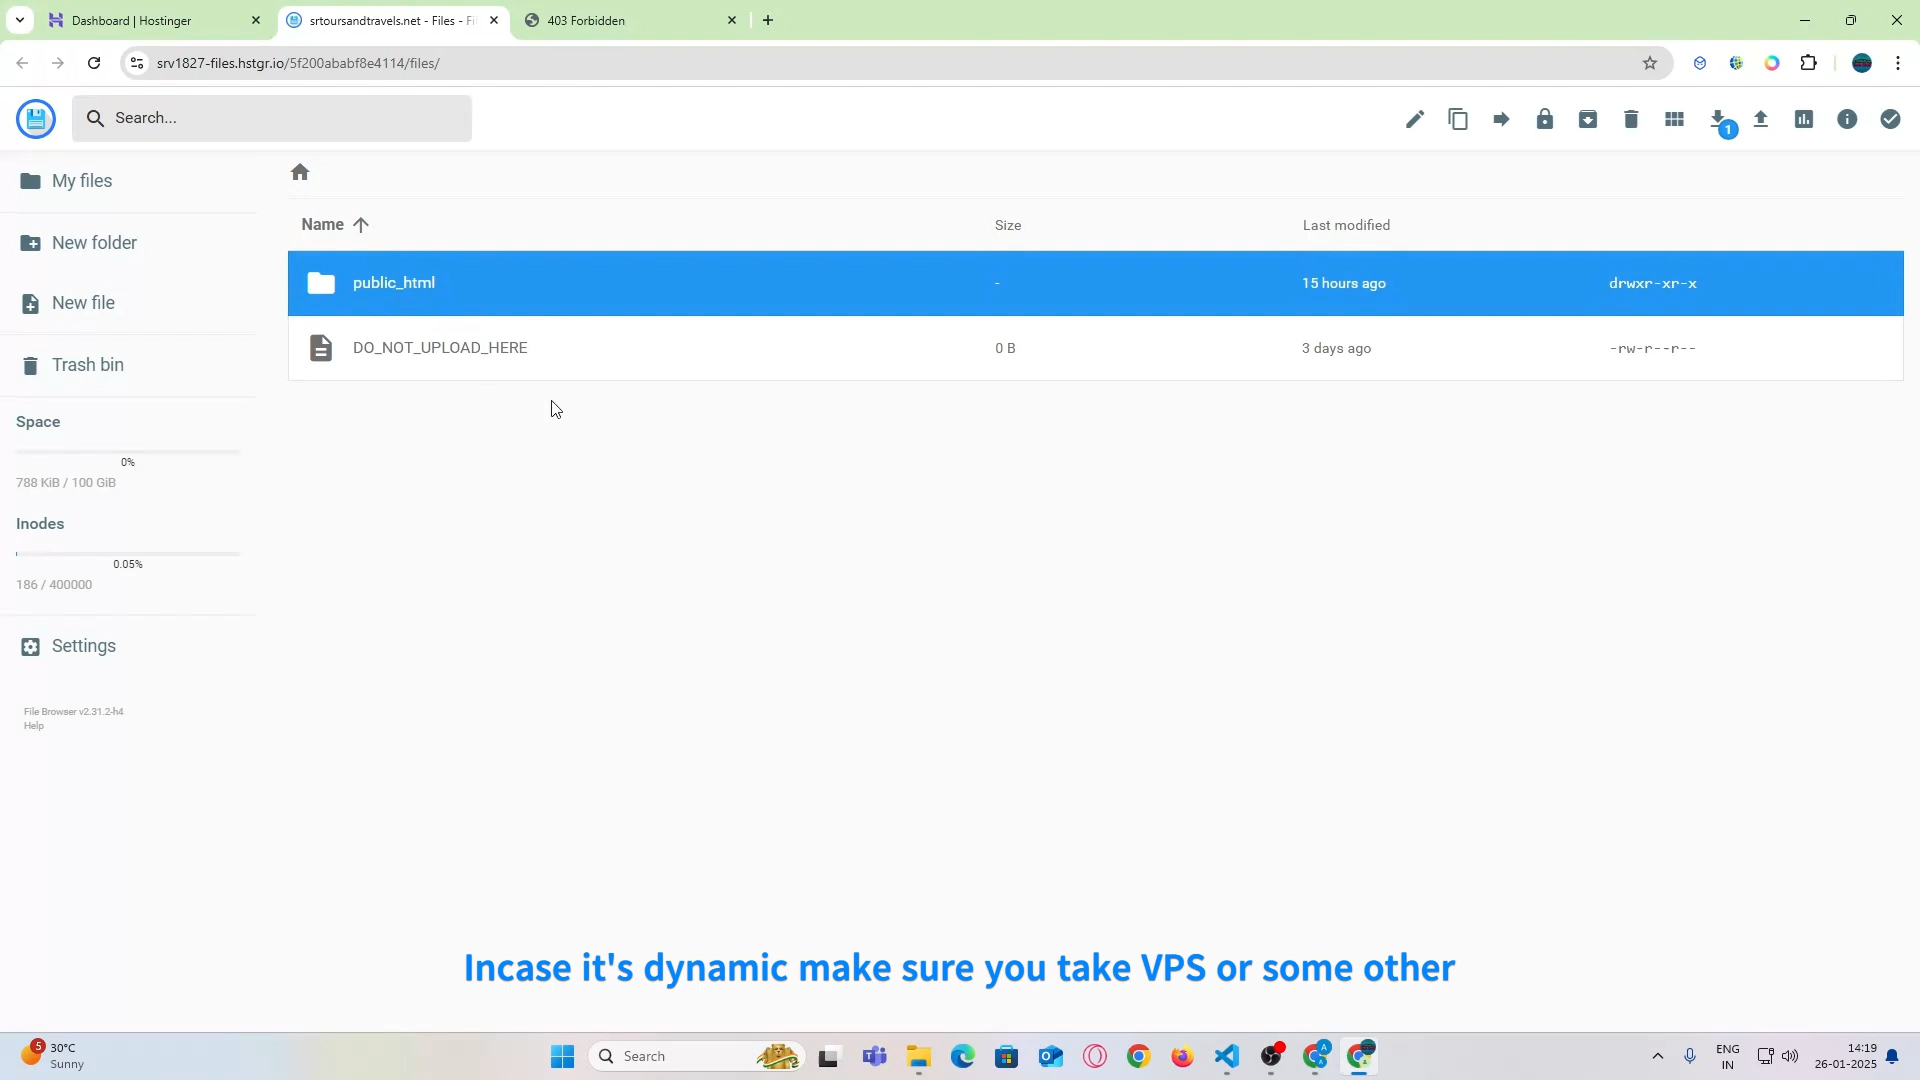 Dashboard | Hostinger
srtoursandtravels.net - Files - Fi
403 Forbidden
srv1827-files.hstgr.io/5f200ababf8e4114/files/
Search...
1
My files
New folder
New file
Trash bin
Space
0%
788 KiB / 100 GiB
Inodes
0.05%
186 / 400000
Settings
File Browser v2.31.2-h4
Help
Name
Size
Last modified
public_html
-
15 hours ago
drwxr-xr-x
DO_NOT_UPLOAD_HERE
0 B
3 days ago
-rw-r--r--
Incase it's dynamic make sure you take VPS or some other
5
30°C
Sunny
Search
A
ENG
IN
14:19
26-01-2025